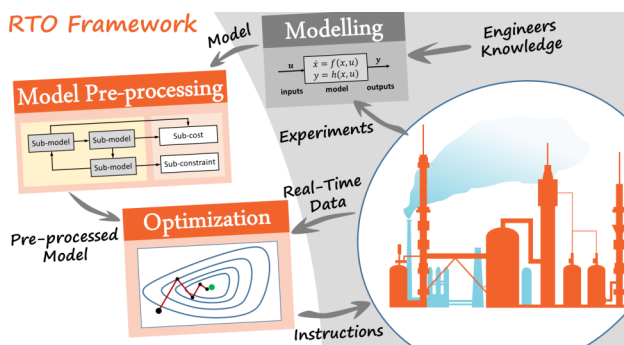 RTO Framework
Model
Modelling
u
ẋ = f(x,u)
y = h(x,u)
y
inputs
model
outputs
Engineers
Knowledge
Model Pre-processing
Sub-model
Sub-model
Sub-cost
Sub-model
Sub-constraint
Experiments
Real-Time
Data
Pre-processed
Model
Optimization
Instructions